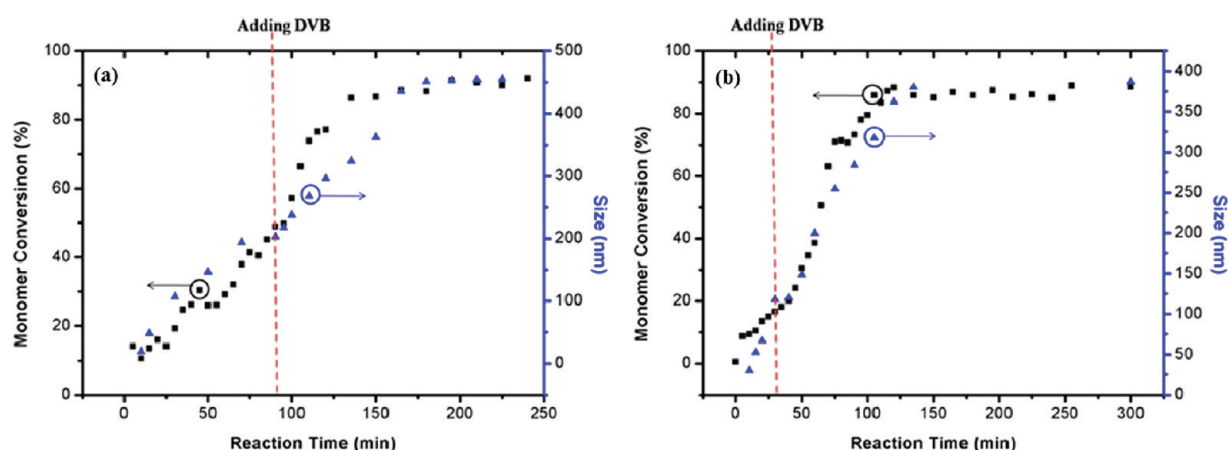 Adding DVB
(a)
Monomer Conversinon (%)
100
80
60
40
20
0
500
400
300
200
100
0
Size (nm)
0 50 100 150 200 250
Reaction Time (min)
Adding DVB
(b)
Monomer Conversion (%)
100
80
60
40
20
0
400
350
300
250
200
150
100
50
0
Size (nm)
0 50 100 150 200 250 300
Reaction Time (min)